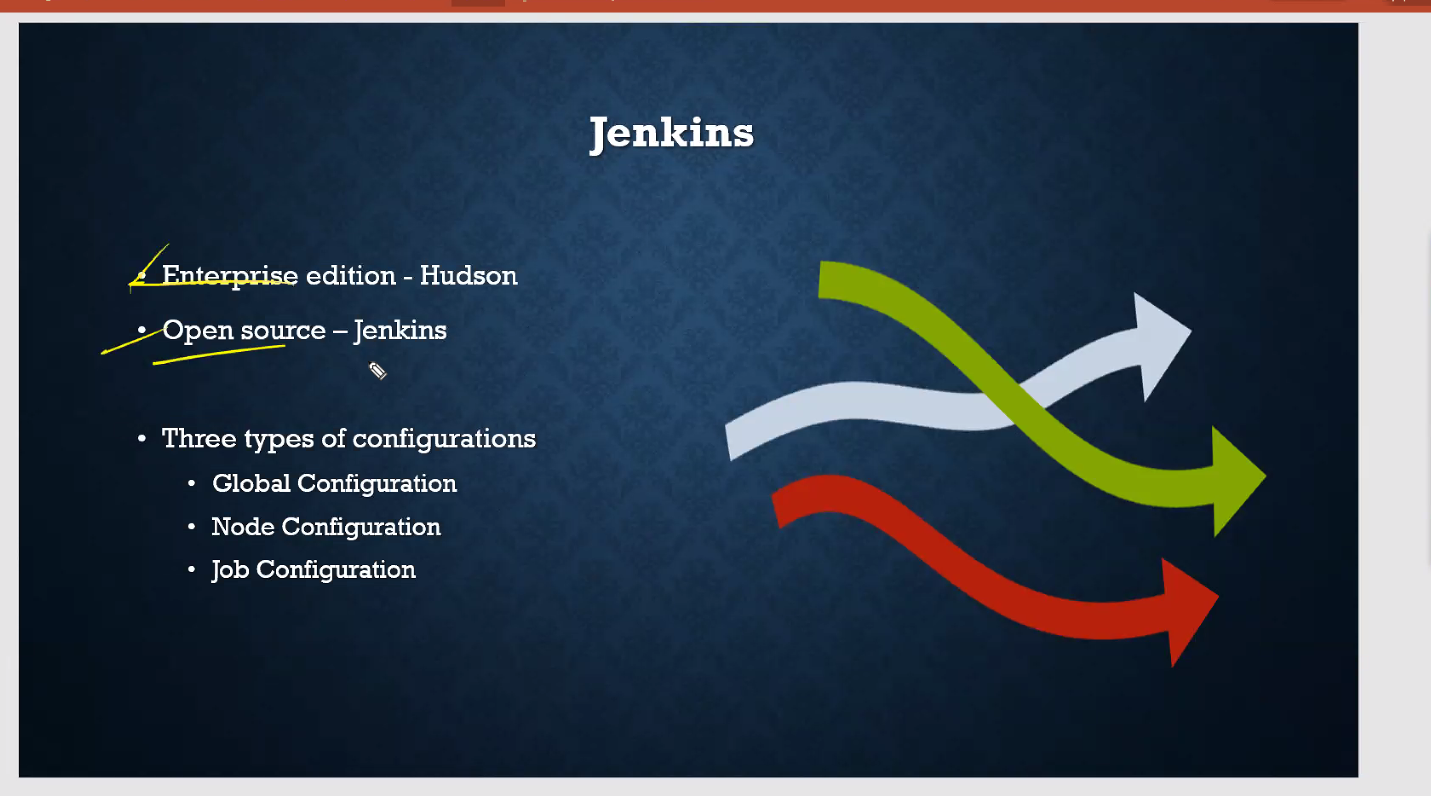 Jenkins
• Enterprise edition - Hudson
• Open source – Jenkins
• Three types of configurations
• Global Configuration
• Node Configuration
• Job Configuration